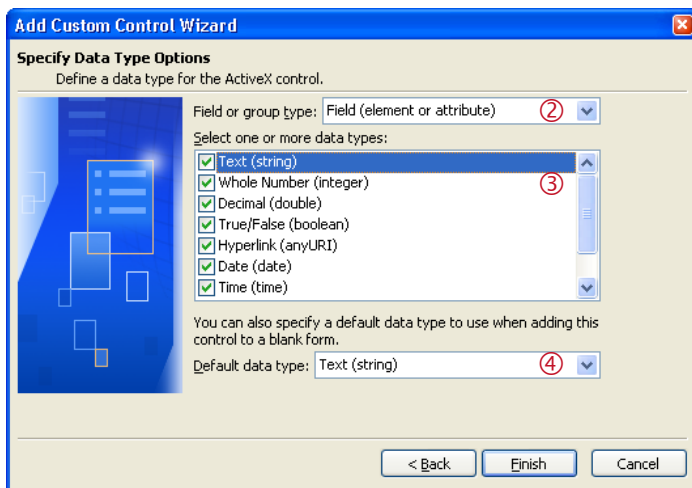 Add Custom Control Wizard
Specify Data Type Options
Define a data type for the ActiveX control.
Field or group type: Field (element or attribute) ②
Select one or more data types:
Text (string)
Whole Number (integer) ③
Decimal (double)
True/False (boolean)
Hyperlink (anyURI)
Date (date)
Time (time)
You can also specify a default data type to use when adding this
control to a blank form.
Default data type: Text (string) ④
< Back Finish Cancel